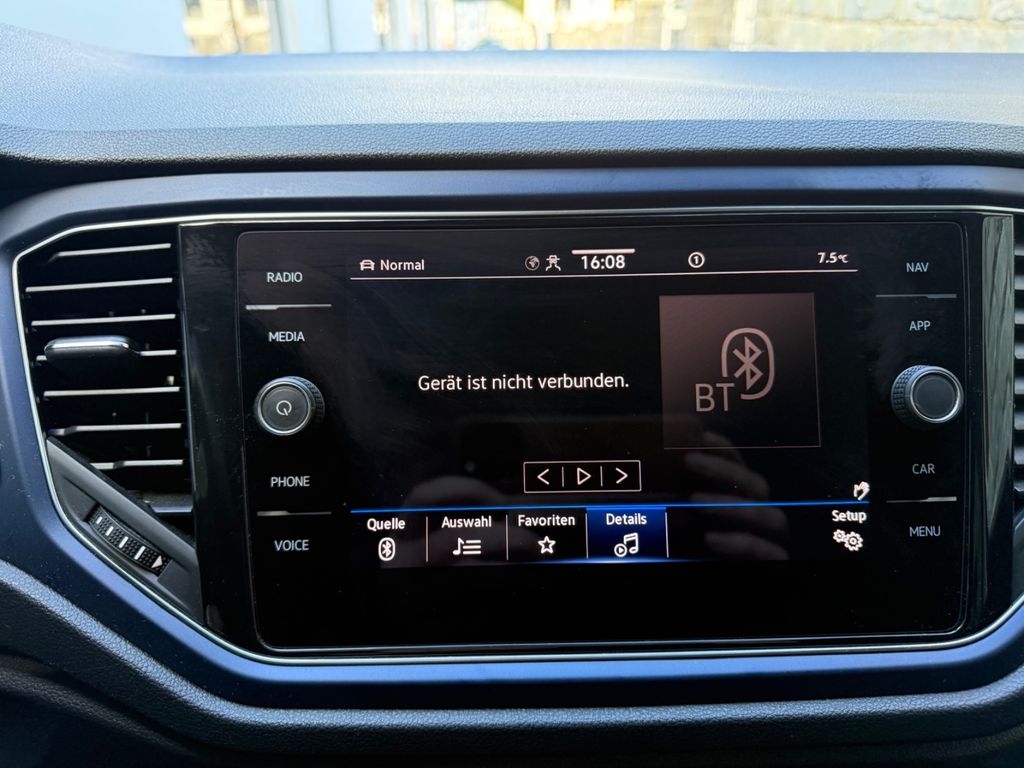 RADIO
MEDIA
PHONE
VOICE
Normal
16:08
1
7.5°C
Gerät ist nicht verbunden.
BT
Quelle
Auswahl
Favoriten
Details
Setup
NAV
APP
CAR
MENU